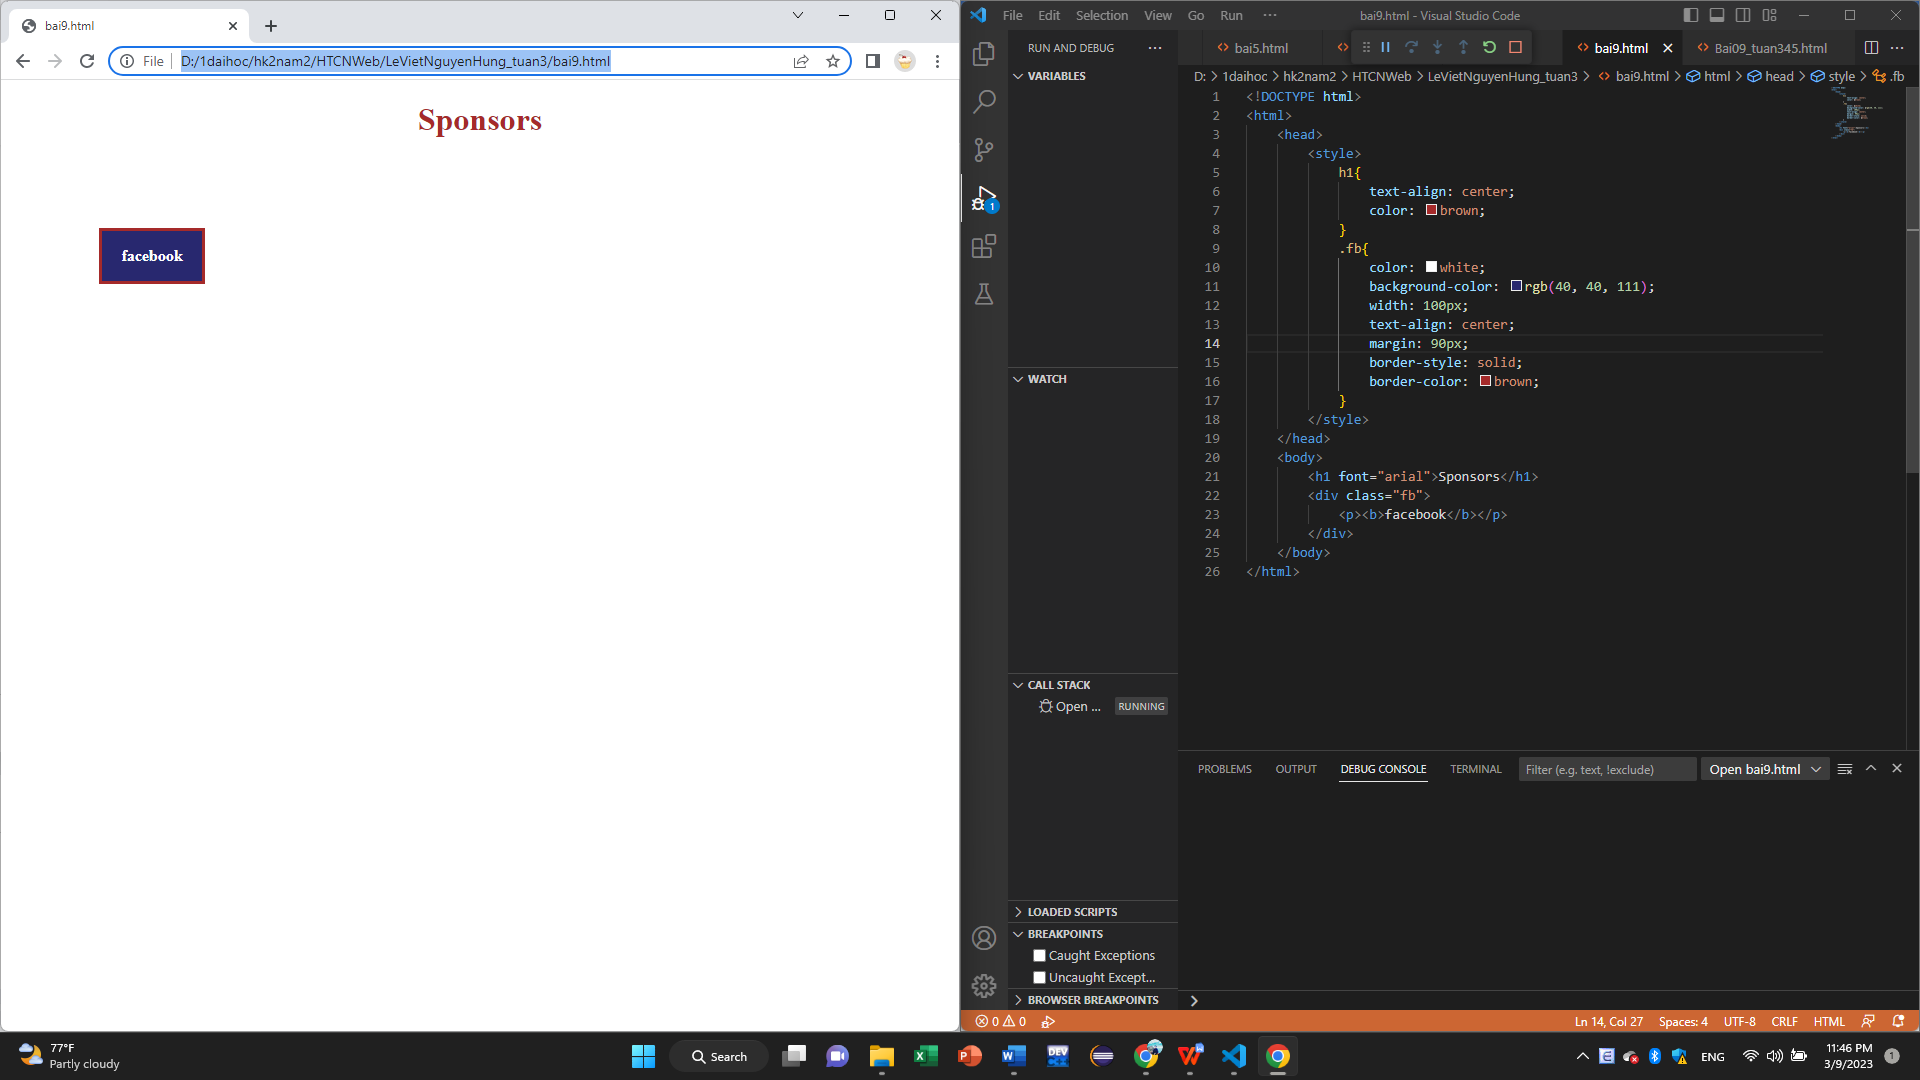 bai9.html
File
D:/1daihoc/hk2nam2/HTCNWeb/LeVietNguyenHung_tuan3/bai9.html
Sponsors
facebook
File Edit Selection View Go Run ···
bai9.html - Visual Studio Code
RUN AND DEBUG ···
bai5.html
bai9.html
Bai09_tuan345.html
D: > 1daihoc > hk2nam2 > HTCNWeb > LeVietNguyenHung_tuan3 > bai9.html > html > head > style > .fb
VARIABLES
WATCH
CALL STACK
Open ... RUNNING
LOADED SCRIPTS
BREAKPOINTS
Caught Exceptions
Uncaught Except...
BROWSER BREAKPOINTS
1
1 <!DOCTYPE html>
2 <html>
3 <head>
4 <style>
5 h1{
6 text-align: center;
7 color: brown;
8 }
9 .fb{
10 color: white;
11 background-color: rgb(40, 40, 111);
12 width: 100px;
13 text-align: center;
14 margin: 90px;
15 border-style: solid;
16 border-color: brown;
17 }
18 </style>
19 </head>
20 <body>
21 <h1 font="arial">Sponsors</h1>
22 <div class="fb">
23 <p><b>facebook</b></p>
24 </div>
25 </body>
26 </html>
PROBLEMS OUTPUT DEBUG CONSOLE TERMINAL
Filter (e.g. text, !exclude)
Open bai9.html
0 0
Ln 14, Col 27 Spaces: 4 UTF-8 CRLF HTML
77°F
Partly cloudy
Search
DEV
ENG
11:46 PM
3/9/2023
1